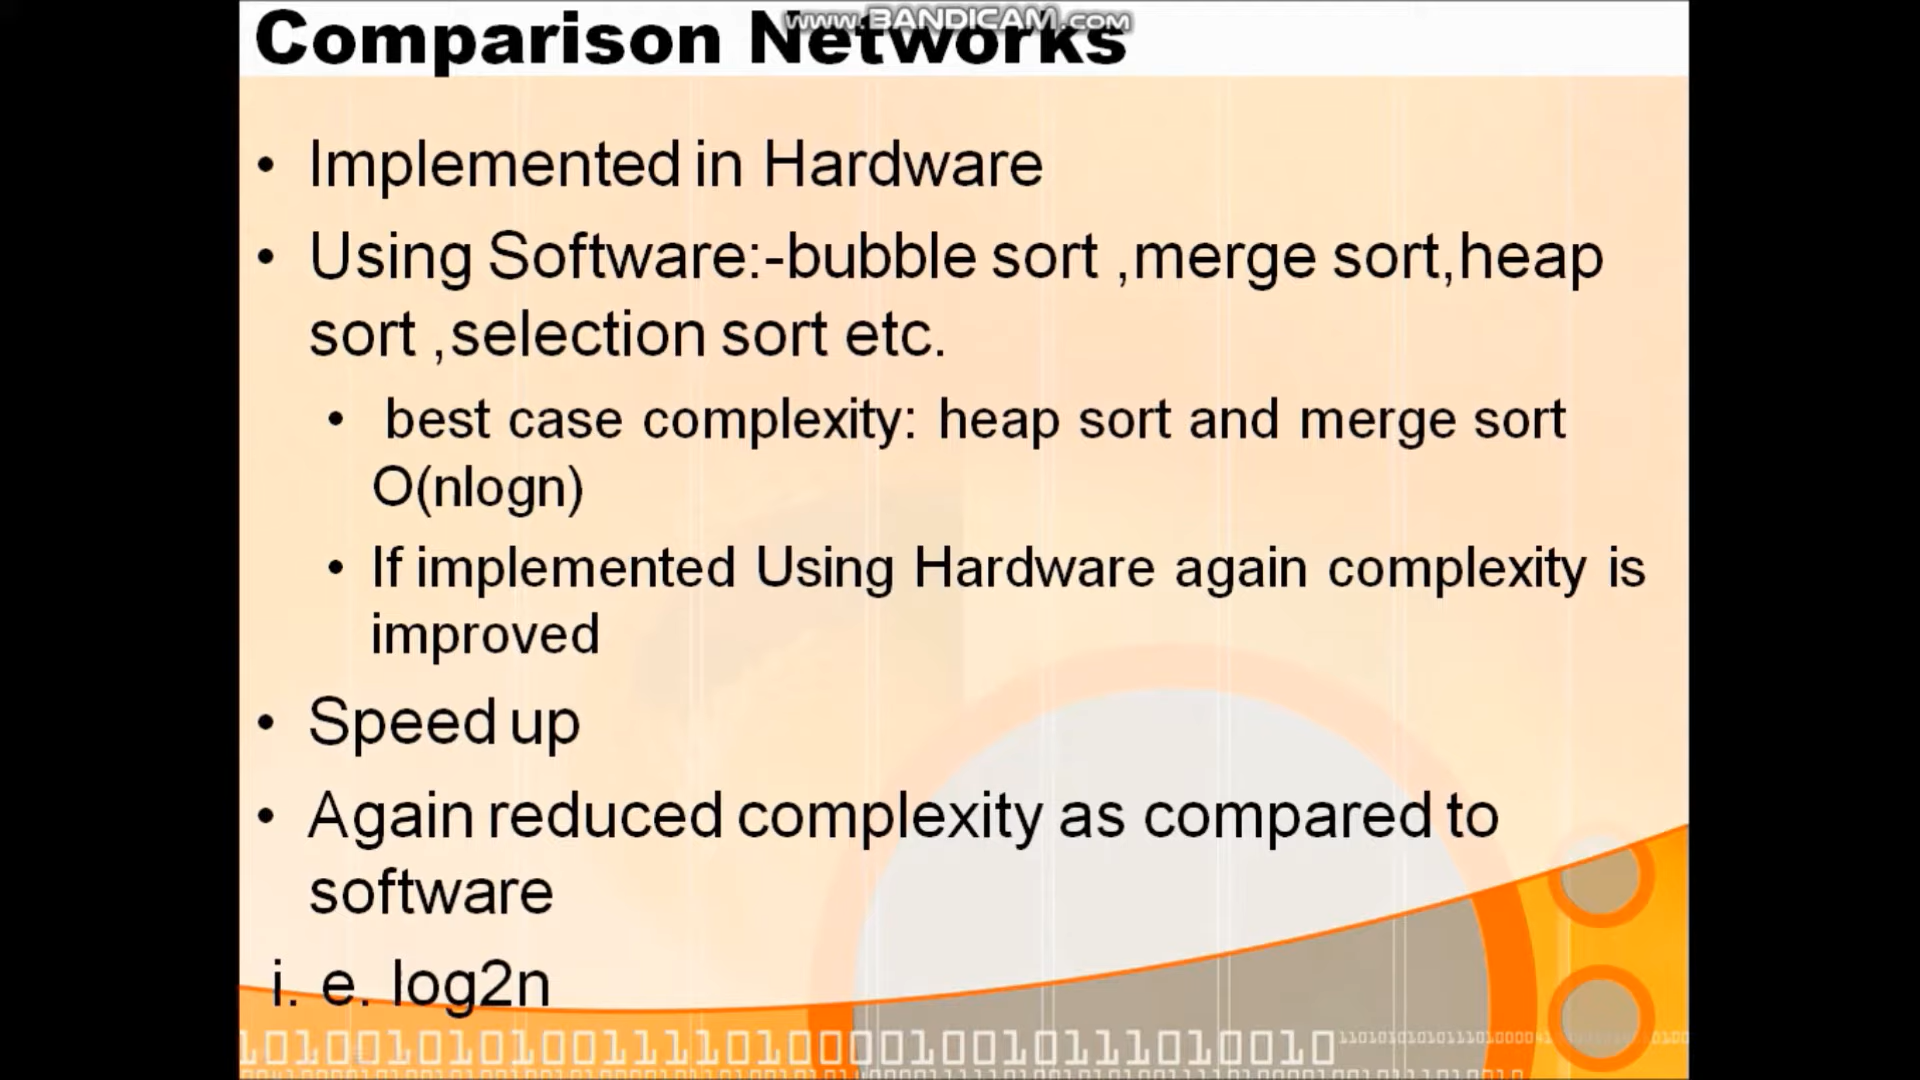 www.BANDICAM.com
Comparison Networks
• Implemented in Hardware
• Using Software:-bubble sort ,merge sort,heap
sort ,selection sort etc.
• best case complexity: heap sort and merge sort
O(nlogn)
• If implemented Using Hardware again complexity is
improved
• Speed up
• Again reduced complexity as compared to
software
i. e. log2n
1010010101001111010000010010111010010